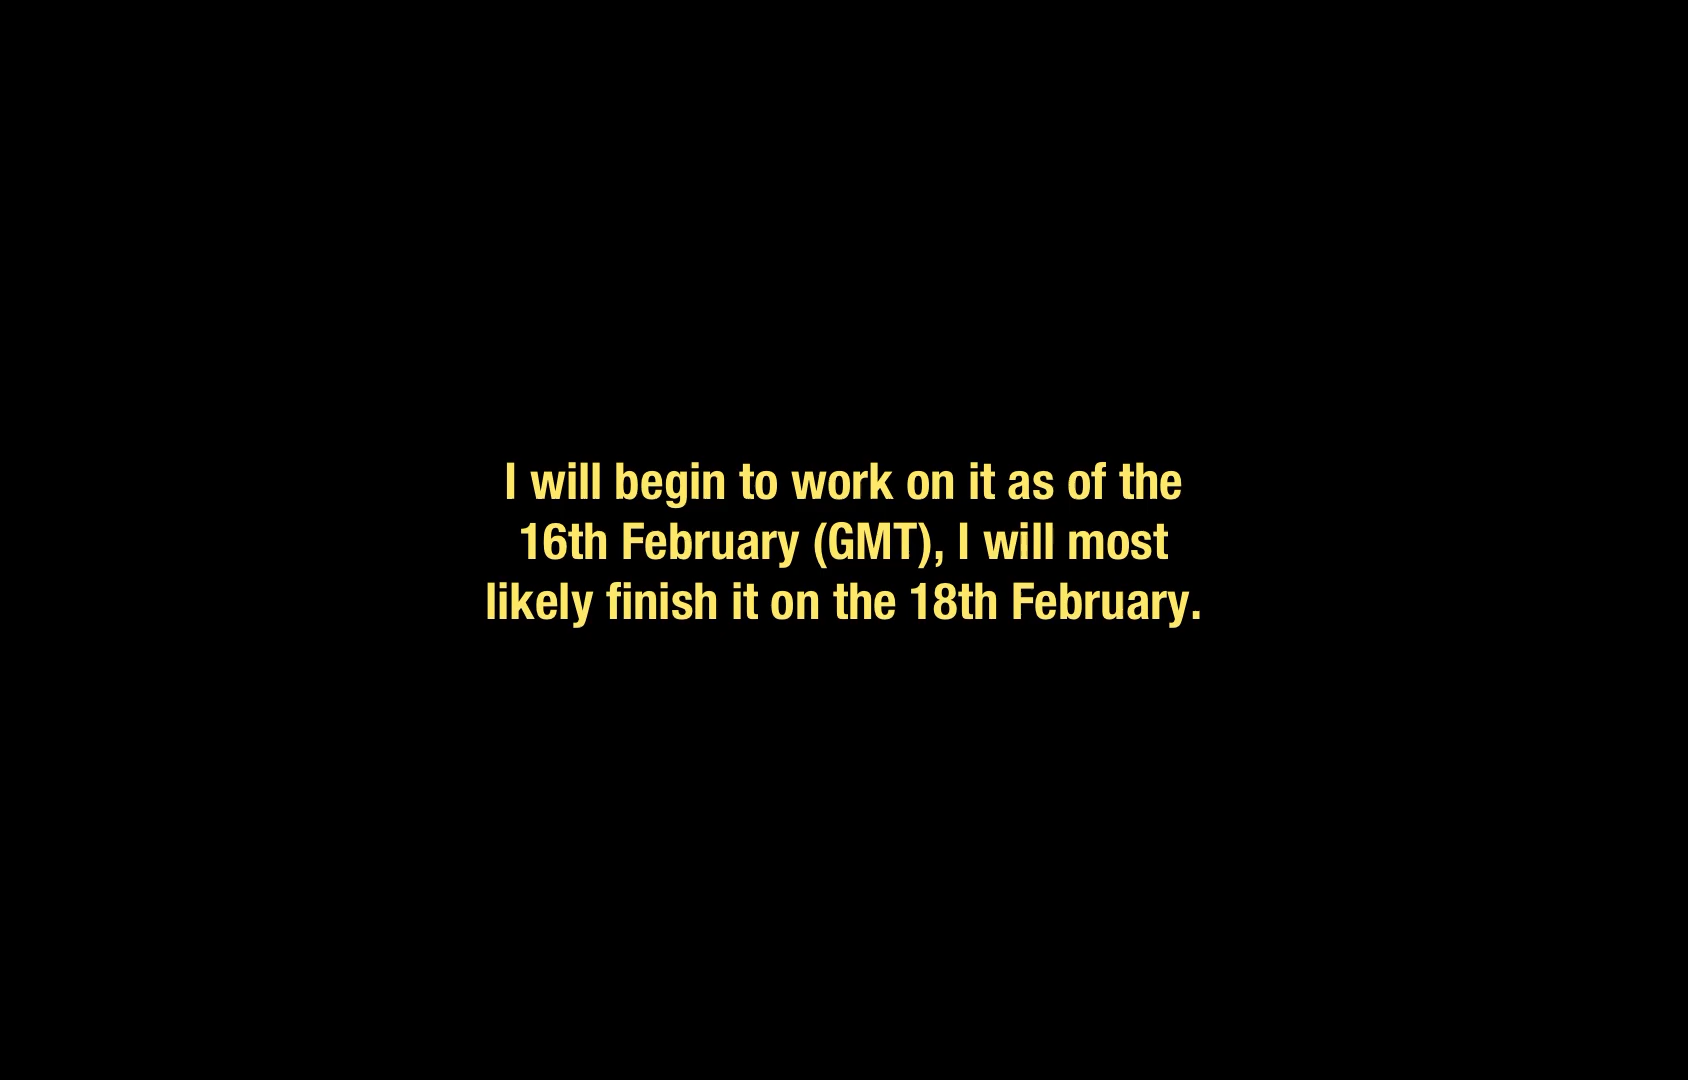 I will begin to work on it as of the
16th February (GMT), I will most
likely finish it on the 18th February.